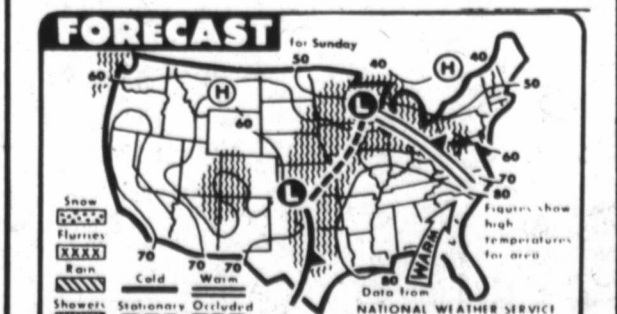 FORECAST
for Sunday
50
40
40
60
H
H
50
L
60
60
L
70
80
Snow
Figures show
high
Flurries
temperatures
for area
XXXX
WARM
Rain
70
70
70
Cold
Warm
80
Data from
Showers
Stationary
Occluded
NATIONAL WEATHER SERVICE